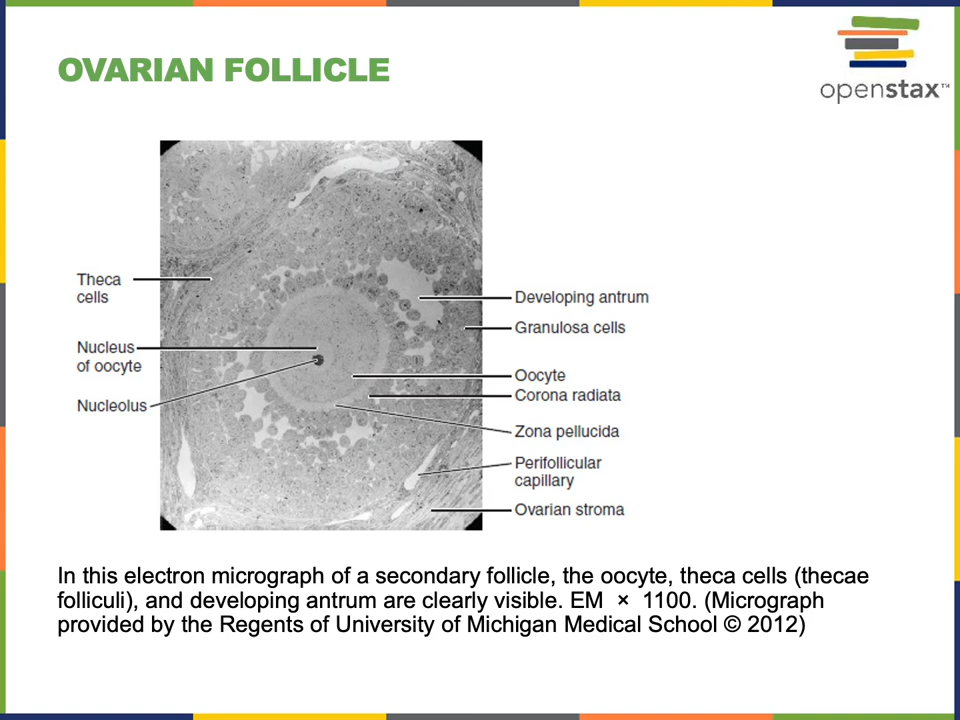 OVARIAN FOLLICLE
openstax™
Theca
cells
Nucleus
of oocyte
Nucleolus
Developing antrum
Granulosa cells
Oocyte
Corona radiata
Zona pellucida
Perifollicular
capillary
Ovarian stroma
In this electron micrograph of a secondary follicle, the oocyte, theca cells (thecae
folliculi), and developing antrum are clearly visible. EM × 1100. (Micrograph
provided by the Regents of University of Michigan Medical School © 2012)